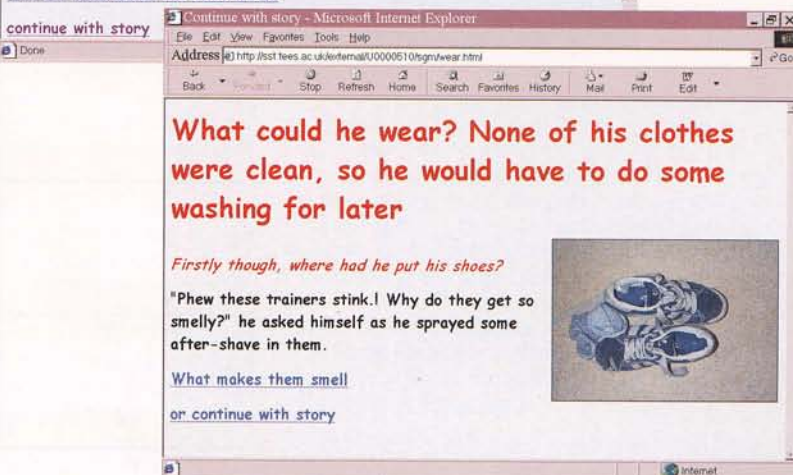 continue with story
Done
Continue with story - Microsoft Internet Explorer
File Edit View Favorites Tools Help
Address http://sst.tees.ac.uk/external/U0000510/sgm/wear.html
Go
Back Forward Stop Refresh Home Search Favorites History Mail Print Edit
What could he wear? None of his clothes
were clean, so he would have to do some
washing for later
Firstly though, where had he put his shoes?
"Phew these trainers stink.! Why do they get so
smelly?" he asked himself as he sprayed some
after-shave in them.
What makes them smell
or continue with story
Internet